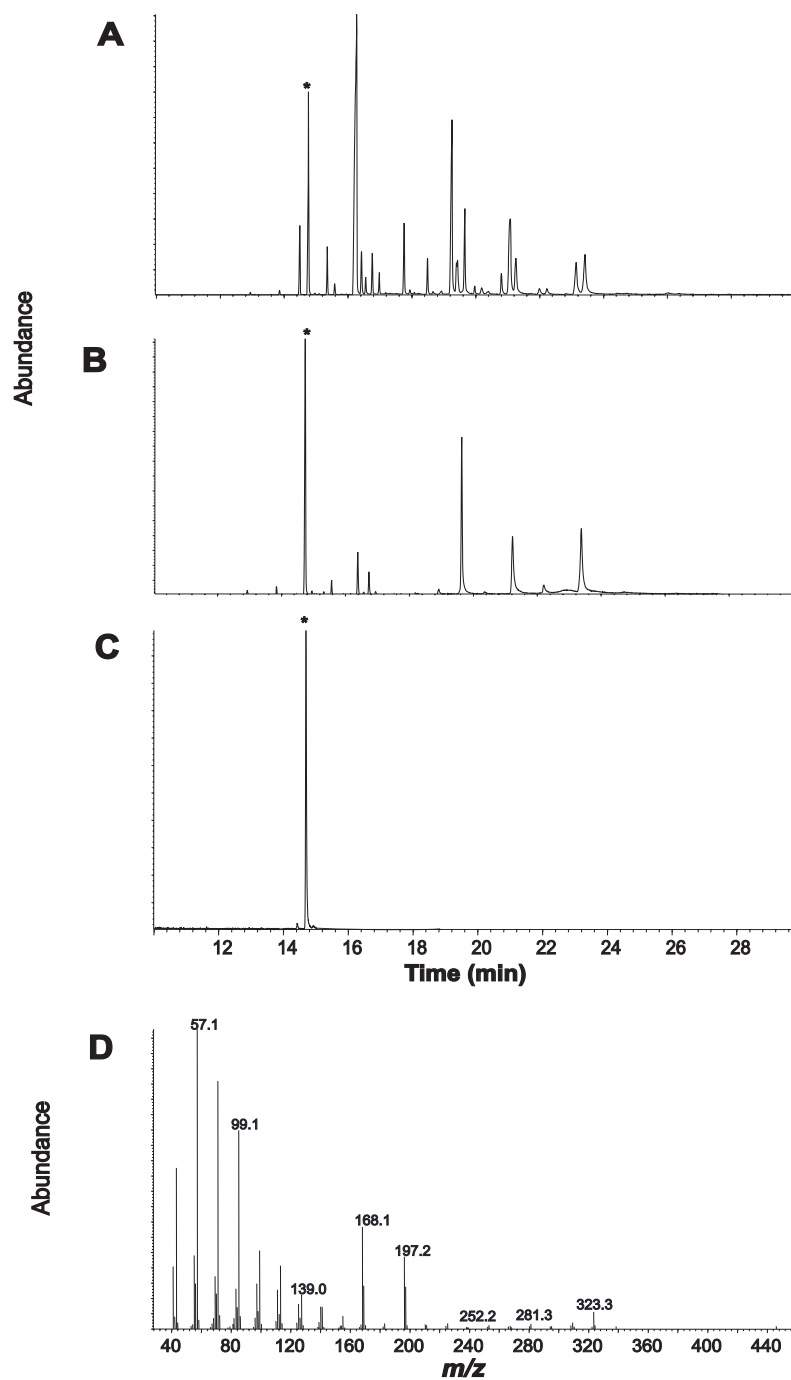 A
*
B
*
Abundance
C
*
12 14 16 18 20 22 24 26 28
Time (min)
D
57.1
99.1
168.1
197.2
139.0
252.2 281.3 323.3
Abundance
40 80 120 160 200 240 280 320 360 400 440
m/z